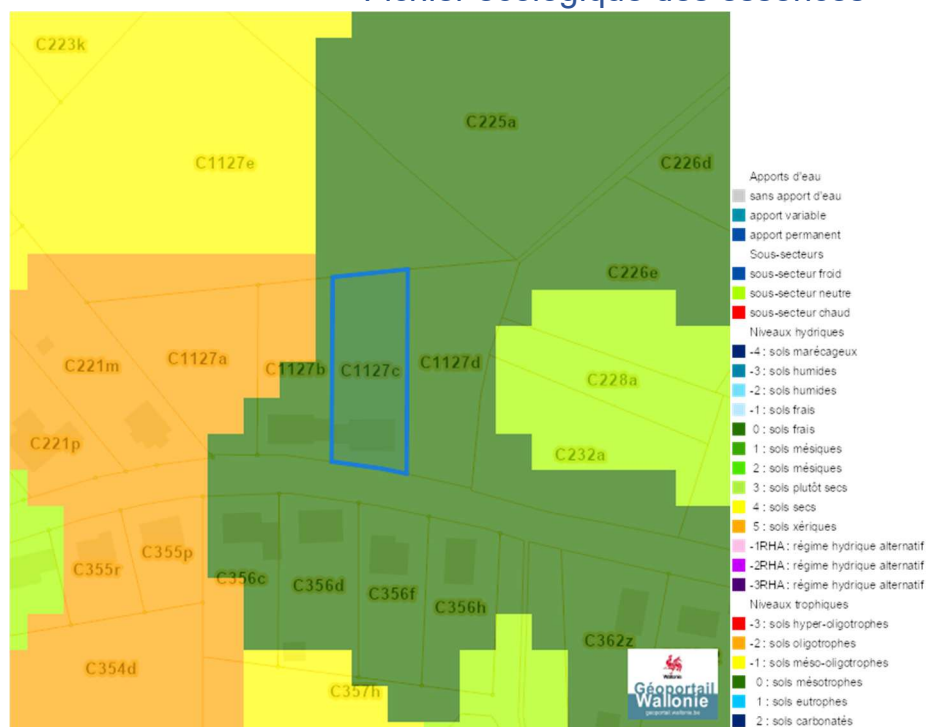 Fichier écologique des essences
C223k
C225a
C1127e
C226d
C226e
C221m
C1127a
C1127b
C1127c
C1127d
C228a
C221p
C232a
C355r
C355p
C356c
C356d
C356f
C356h
C362z
C354d
C357h
Apports d'eau
sans apport d'eau
apport variable
apport permanent
Sous-secteurs
sous-secteur froid
sous-secteur neutre
sous-secteur chaud
Niveaux hydriques
-4 : sols marécageux
-3 : sols humides
-2 : sols humides
-1 : sols frais
0 : sols frais
1 : sols mésiques
2 : sols mésiques
3 : sols plutôt secs
4 : sols secs
5 : sols xériques
-1RHA : régime hydrique alternatif
-2RHA : régime hydrique alternatif
-3RHA : régime hydrique alternatif
Niveaux trophiques
-3 : sols hyper-oligotrophes
-2 : sols oligotrophes
-1 : sols méso-oligotrophes
0 : sols mésotrophes
1 : sols eutrophes
2 : sols carbonatés
Wallonie
Géoportail
Wallonie
geoportail.wallonie.be